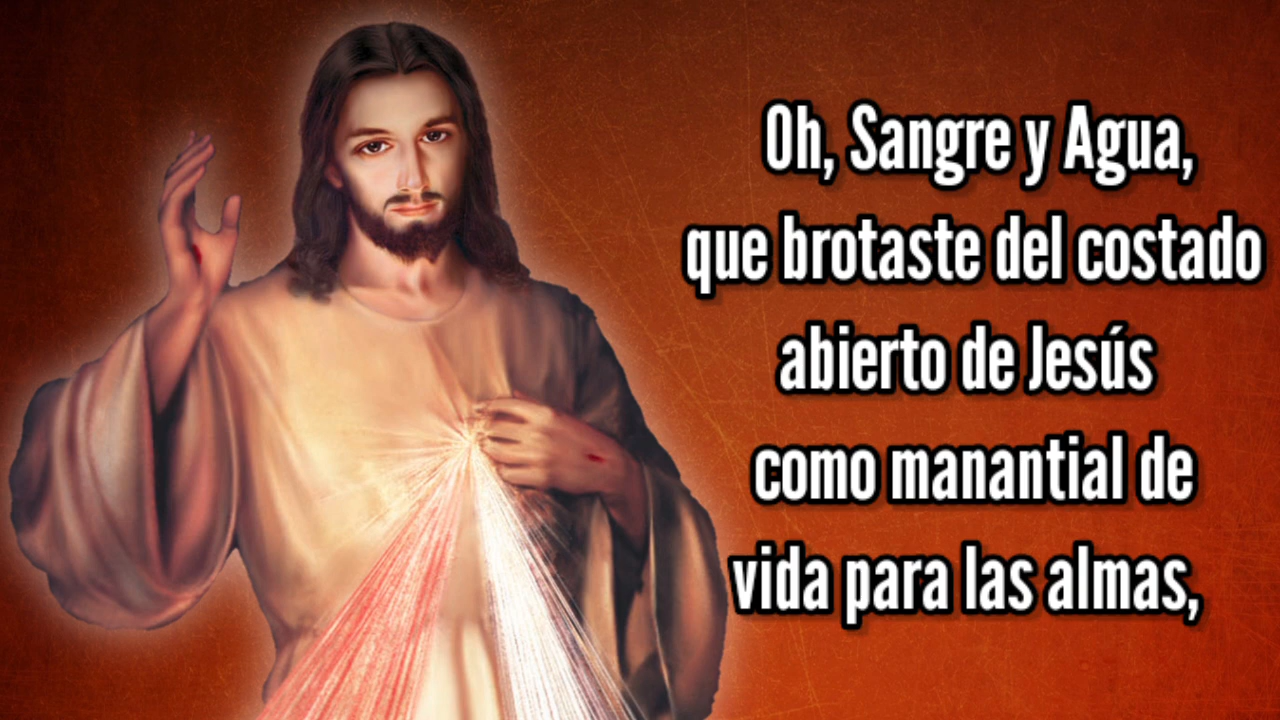 Oh, Sangre y Agua,
que brotaste del costado
abierto de Jesús
como manantial de
vida para las almas,